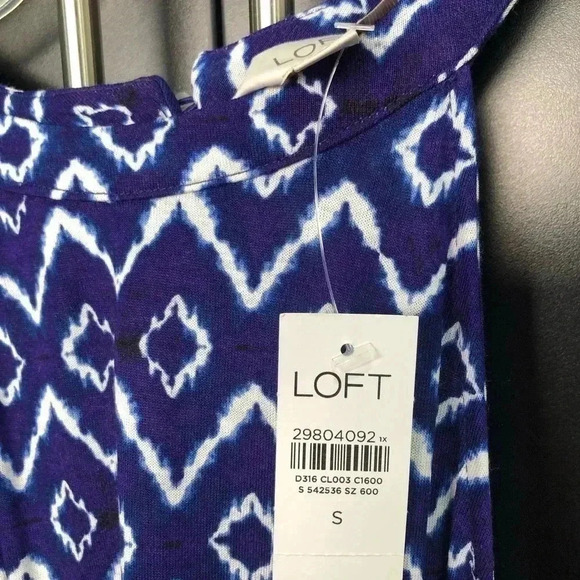 LOFT
LOFT
29804092 1X
D316 CL003 C1600
S 542536 SZ 600
S